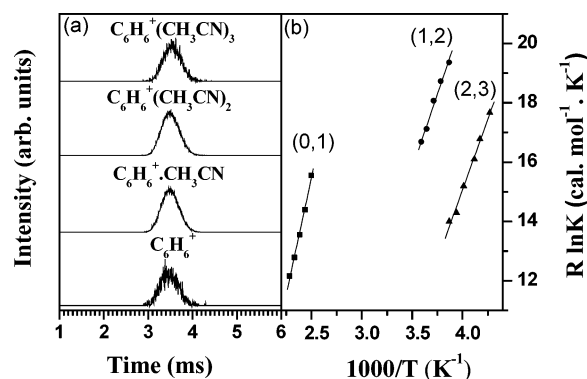 (a)
C₆H₆⁺(CH₃CN)₃
C₆H₆⁺(CH₃CN)₂
C₆H₆⁺.CH₃CN
C₆H₆⁺
Intensity (arb. units)
1 2 3 4 5 6
Time (ms)
(b)
(0,1)
(1,2)
(2,3)
2.5 3.0 3.5 4.0 4.5
1000/T (K⁻¹)
20
18
16
14
12
R lnK (cal. mol⁻¹. K⁻¹)